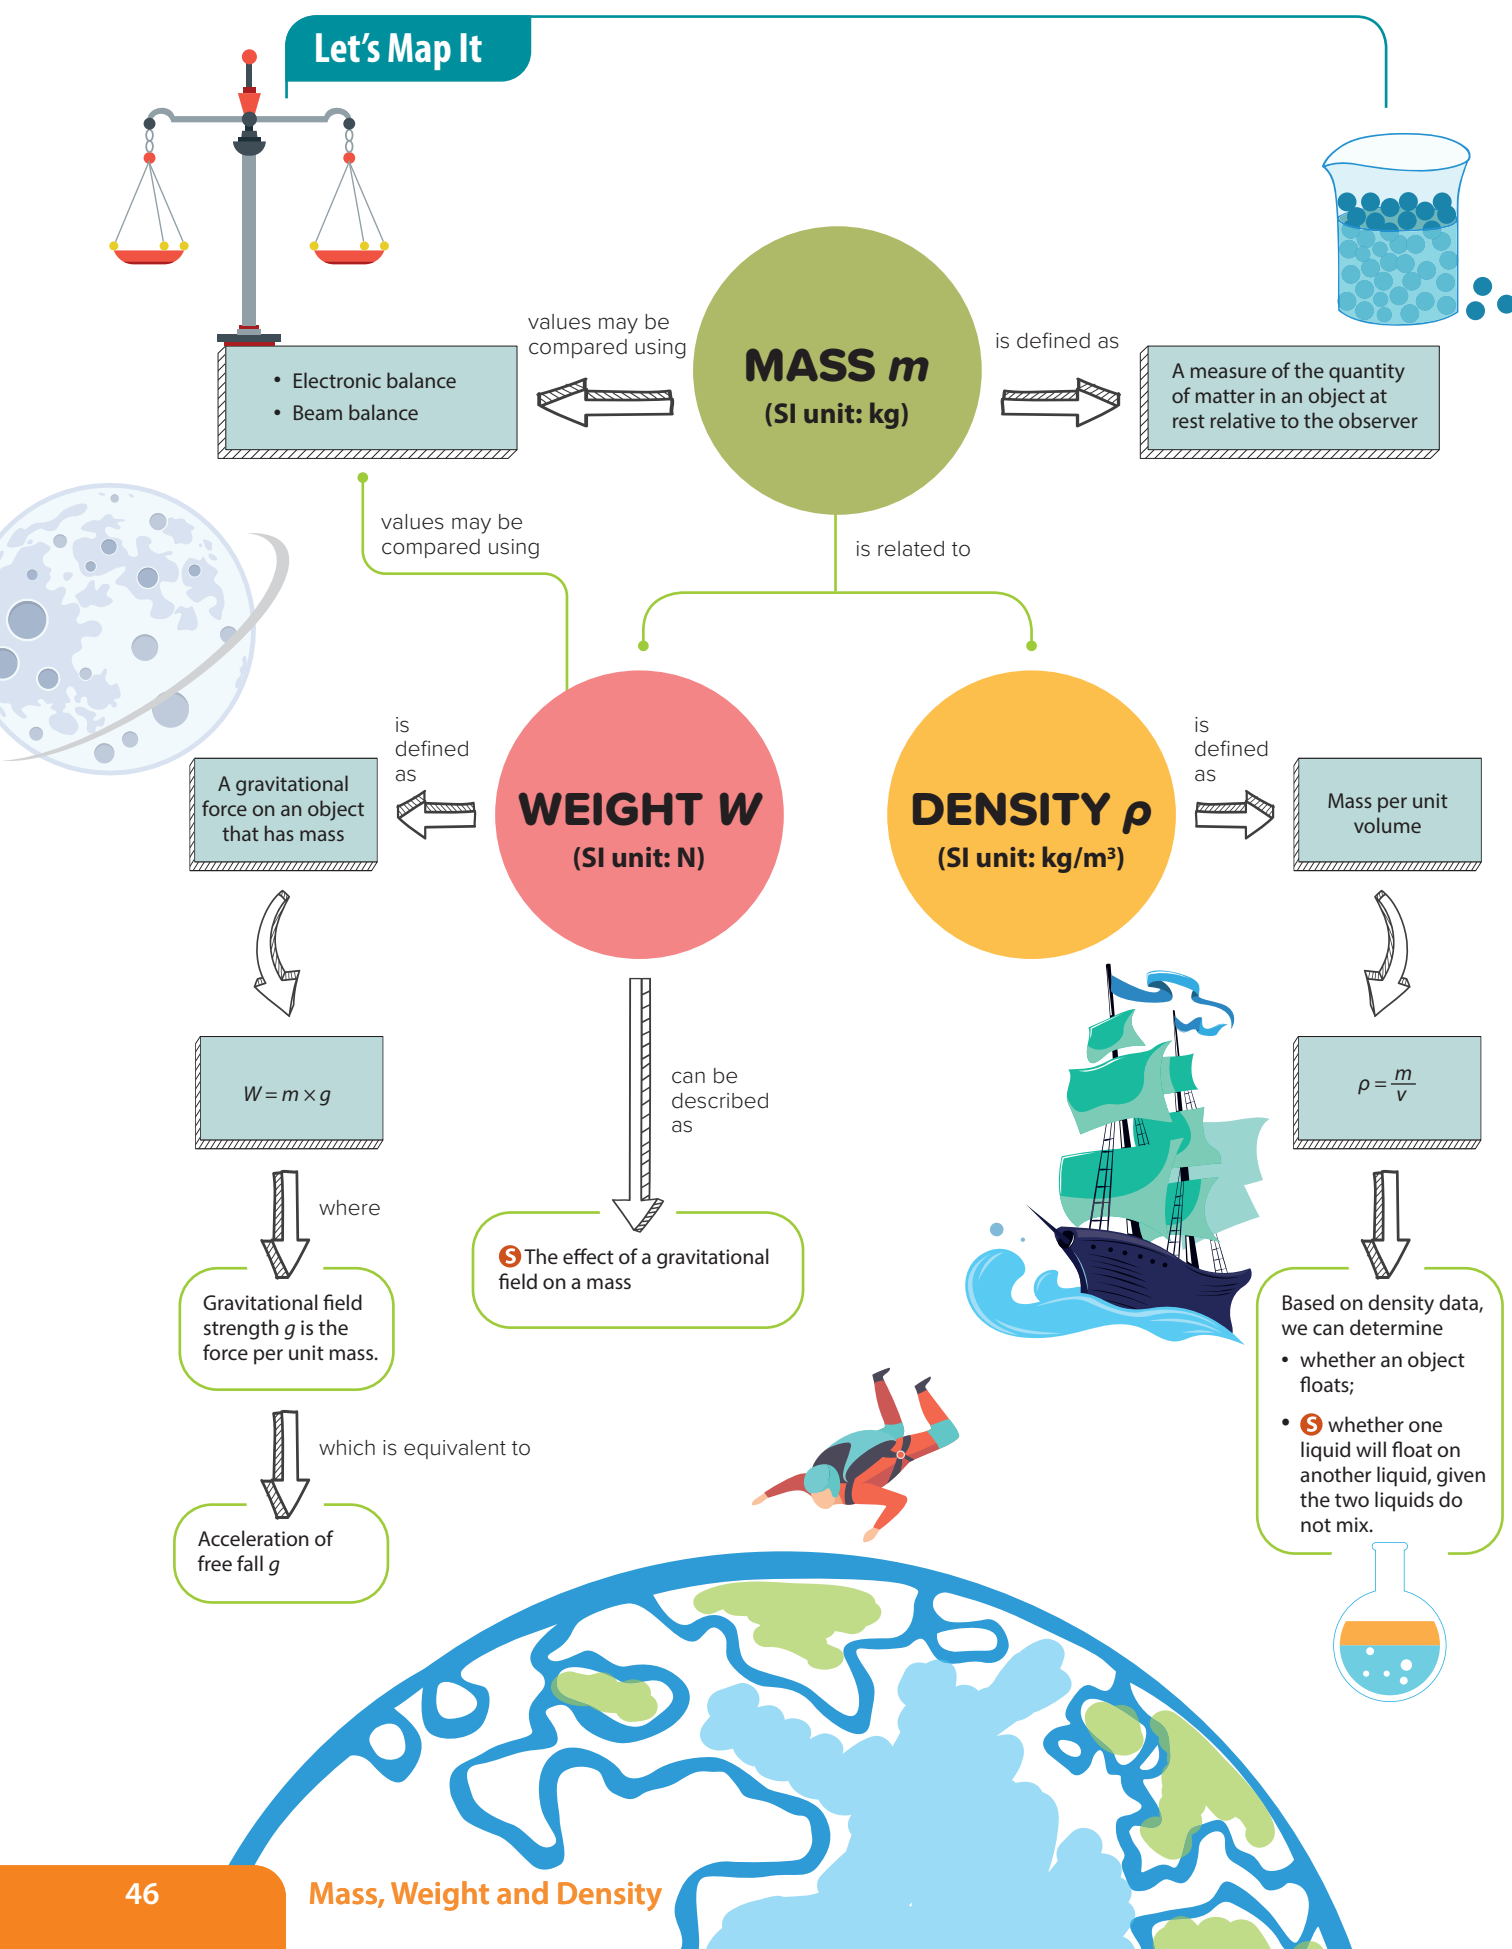 Let's Map It
values may be
compared using
MASS m
(SI unit: kg)
is defined as
• Electronic balance
• Beam balance
A measure of the quantity
of matter in an object at
rest relative to the observer
values may be
compared using
is related to
is
defined
as
A gravitational
force on an object
that has mass
WEIGHT W
(SI unit: N)
DENSITY ρ
(SI unit: kg/m³)
is
defined
as
Mass per unit
volume
W = m × g
can be
described
as
ρ = m/v
where
S The effect of a gravitational
field on a mass
Gravitational field
strength g is the
force per unit mass.
Based on density data,
we can determine
• whether an object
floats;
• S whether one
liquid will float on
another liquid, given
the two liquids do
not mix.
which is equivalent to
Acceleration of
free fall g
46
Mass, Weight and Density